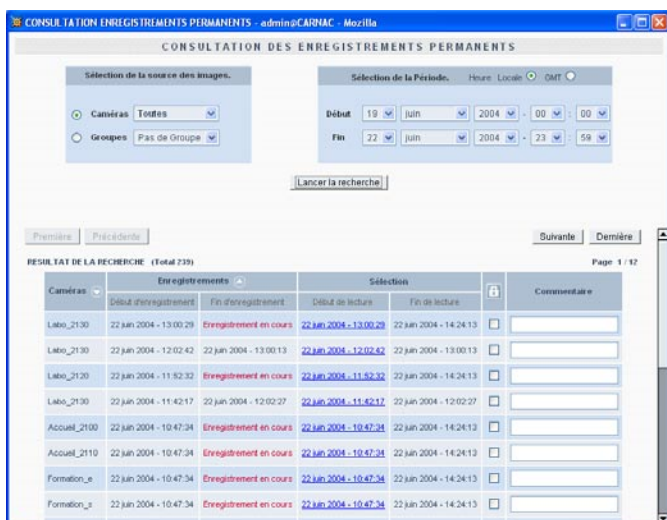 CONSULTATION ENREGISTREMENTS PERMANENTS - admin@CARNAC - Mozilla
CONSULTATION DES ENREGISTREMENTS PERMANENTS
Sélection de la source des images.
Sélection de la Période. Heure Locale GMT
Caméras Toutes
Début 19 juin 2004 - 00 : 00
Groupes Pas de Groupe
Fin 22 juin 2004 - 23 : 59
Lancer la recherche
Première Précédente Suivante Dernière
RESULTAT DE LA RECHERCHE (Total 239) Page 1 / 12
Caméras Enregistrements Sélection Commentaire
Début d'enregistrement Fin d'enregistrement Début de lecture Fin de lecture
Labo_2130 22 juin 2004 - 13:00:29 Enregistrement en cours 22 juin 2004 - 13:00:29 22 juin 2004 - 14:24:13
Labo_2130 22 juin 2004 - 12:02:42 22 juin 2004 - 13:00:13 22 juin 2004 - 12:02:42 22 juin 2004 - 13:00:13
Labo_2120 22 juin 2004 - 11:52:32 Enregistrement en cours 22 juin 2004 - 11:52:32 22 juin 2004 - 14:24:13
Labo_2130 22 juin 2004 - 11:42:17 22 juin 2004 - 12:02:27 22 juin 2004 - 11:42:17 22 juin 2004 - 12:02:27
Accueil_2100 22 juin 2004 - 10:47:34 Enregistrement en cours 22 juin 2004 - 10:47:34 22 juin 2004 - 14:24:13
Accueil_2110 22 juin 2004 - 10:47:34 Enregistrement en cours 22 juin 2004 - 10:47:34 22 juin 2004 - 14:24:13
Formation_e 22 juin 2004 - 10:47:34 Enregistrement en cours 22 juin 2004 - 10:47:34 22 juin 2004 - 14:24:13
Formation_s 22 juin 2004 - 10:47:34 Enregistrement en cours 22 juin 2004 - 10:47:34 22 juin 2004 - 14:24:13